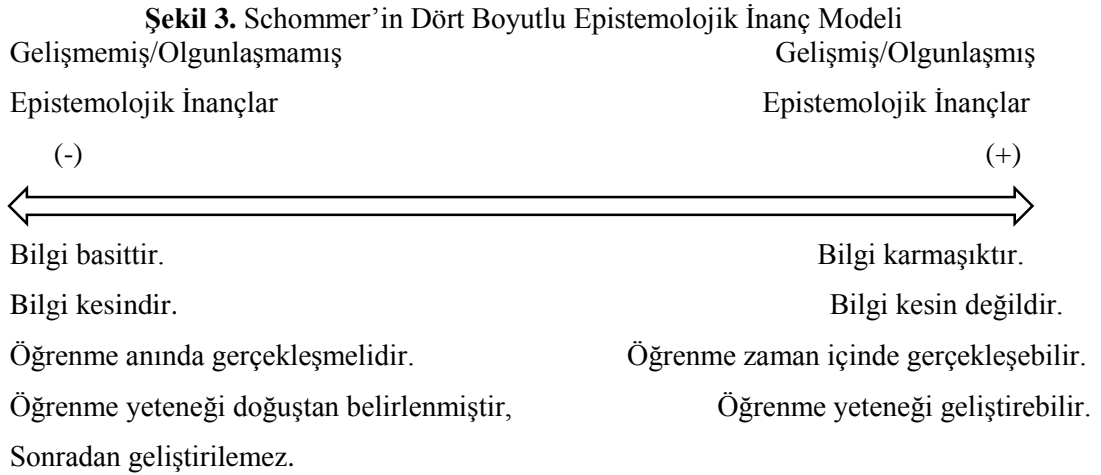 Şekil 3. Schommer’in Dört Boyutlu Epistemolojik İnanç Modeli
Gelişmemiş/Olgunlaşmamış Gelişmiş/Olgunlaşmış
Epistemolojik İnançlar Epistemolojik İnançlar
(-) (+)
Bilgi basittir. Bilgi karmaşıktır.
Bilgi kesindir. Bilgi kesin değildir.
Öğrenme anında gerçekleşmelidir. Öğrenme zaman içinde gerçekleşebilir.
Öğrenme yeteneği doğuştan belirlenmiştir, Öğrenme yeteneği geliştirebilir.
Sonradan geliştirilemez.